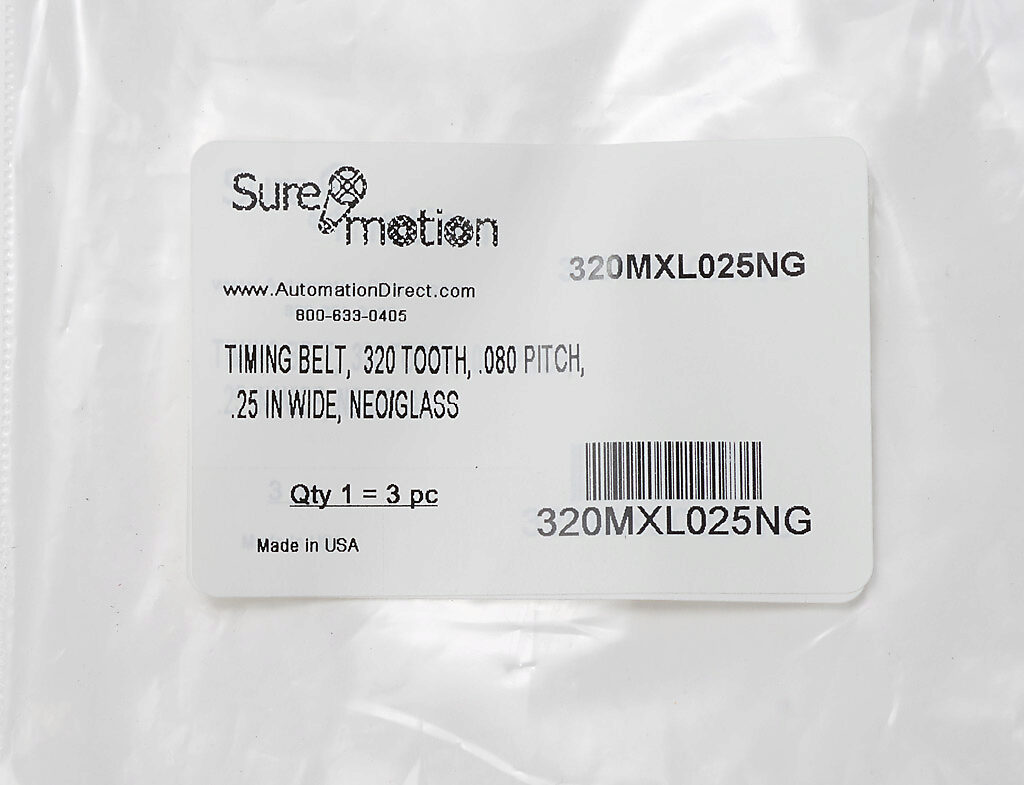 Sure motion
320MXL025NG
www.AutomationDirect.com
800-633-0405
TIMING BELT, 320 TOOTH, .080 PITCH,
.25 IN WIDE, NEO/GLASS
Qty 1 = 3 pc
320MXL025NG
Made in USA